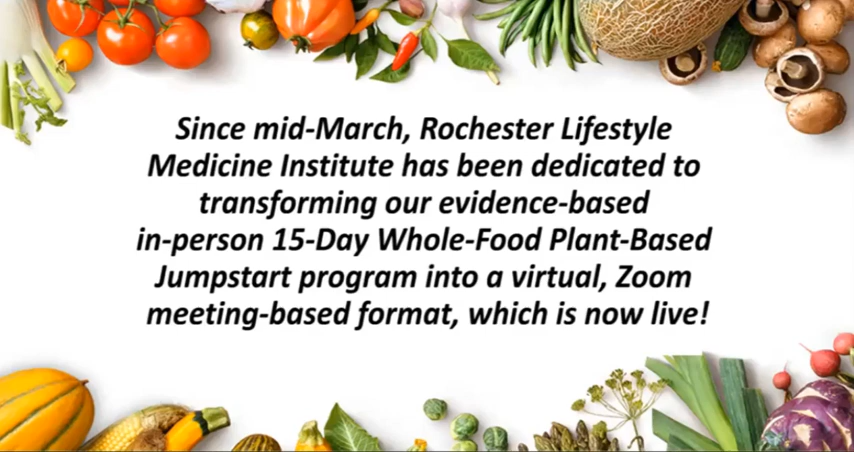 Since mid-March, Rochester Lifestyle
Medicine Institute has been dedicated to
transforming our evidence-based
in-person 15-Day Whole-Food Plant-Based
Jumpstart program into a virtual, Zoom
meeting-based format, which is now live!